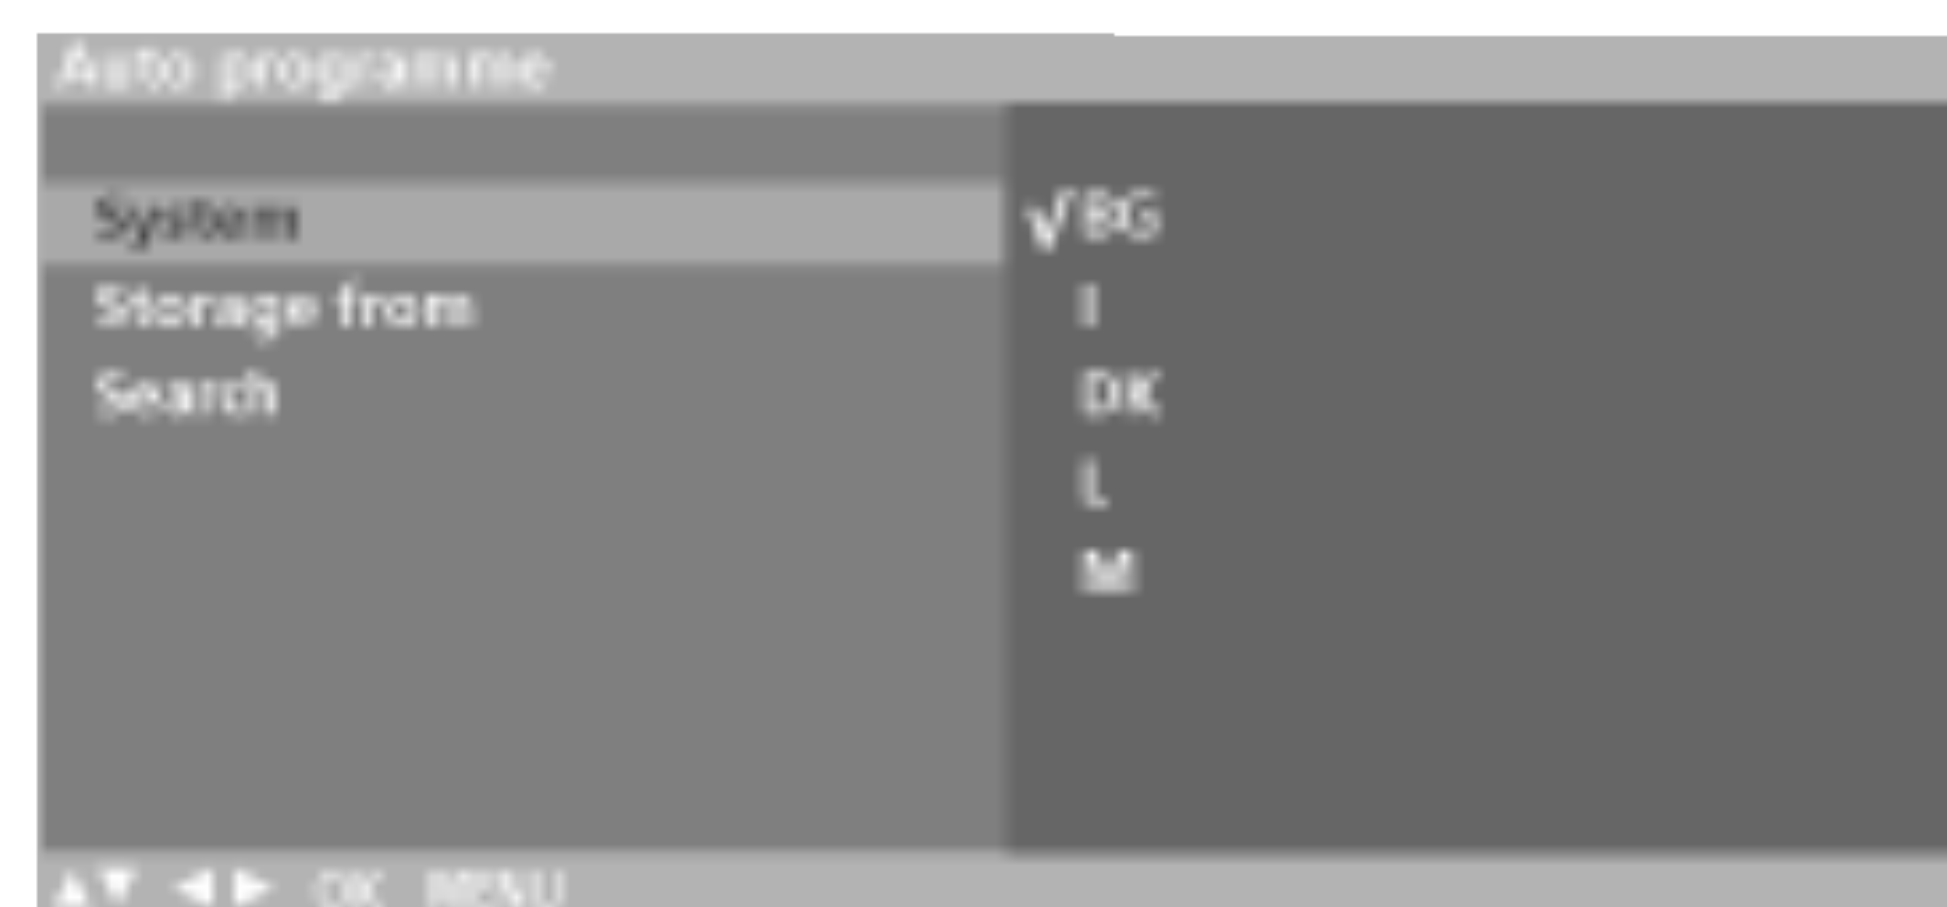 Auto programme
System √ BG
Storage from I
Search DK
L
M
▲▼ ◀ ▶ OK MENU